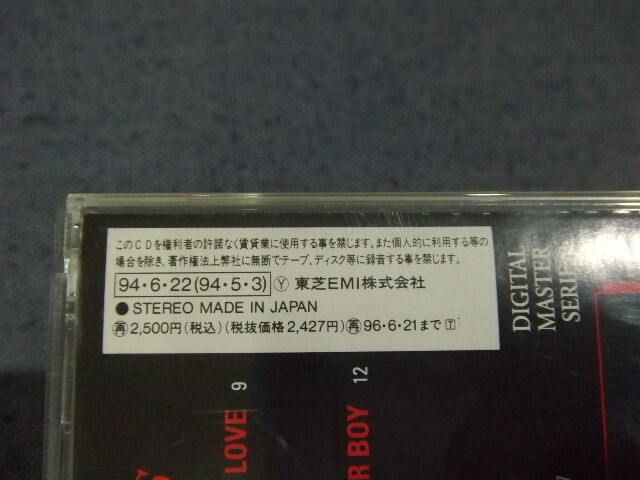 このCDを権利者の許諾なく賃貸業に使用する事を禁じます。また個人的に利用する等の
場合を除き、著作権法上弊社に無断でテープ、ディスク等に録音する事を禁じます。
94・6・22(94・5・3) Ⓨ 東芝EMI株式会社
● STEREO MADE IN JAPAN
再2,500円(税込)(税抜価格2,427円)再96・6・21まで T
DIGITAL
MASTER
SERIE
LOVE 9
R BOY 12